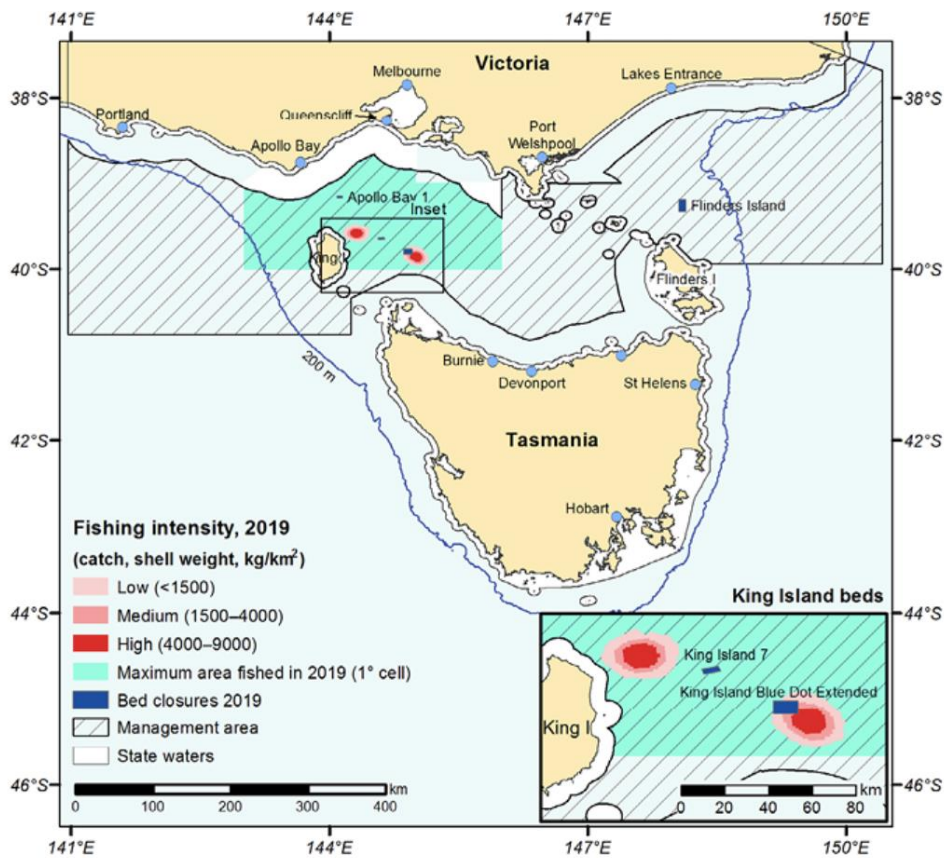 141°E 144°E 147°E 150°E
Victoria
Melbourne
Lakes Entrance
38°S 38°S
Portland
Queenscliff
Port
Welshpool
Apollo Bay
Apollo Bay 1
Flinders Island
Inset
40°S 40°S
Flinders I
200 m
Burnie
Devonport
St Helens
42°S 42°S
Tasmania
Hobart
Fishing intensity, 2019
(catch, shell weight, kg/km²)
Low (<1500)
Medium (1500–4000)
High (4000–9000)
Maximum area fished in 2019 (1° cell)
Bed closures 2019
Management area
State waters
0 100 200 300 400 km
44°S 44°S
King Island beds
King Island 7
King Island Blue Dot Extended
King I
0 20 40 60 80 km
46°S 46°S
141°E 144°E 147°E 150°E